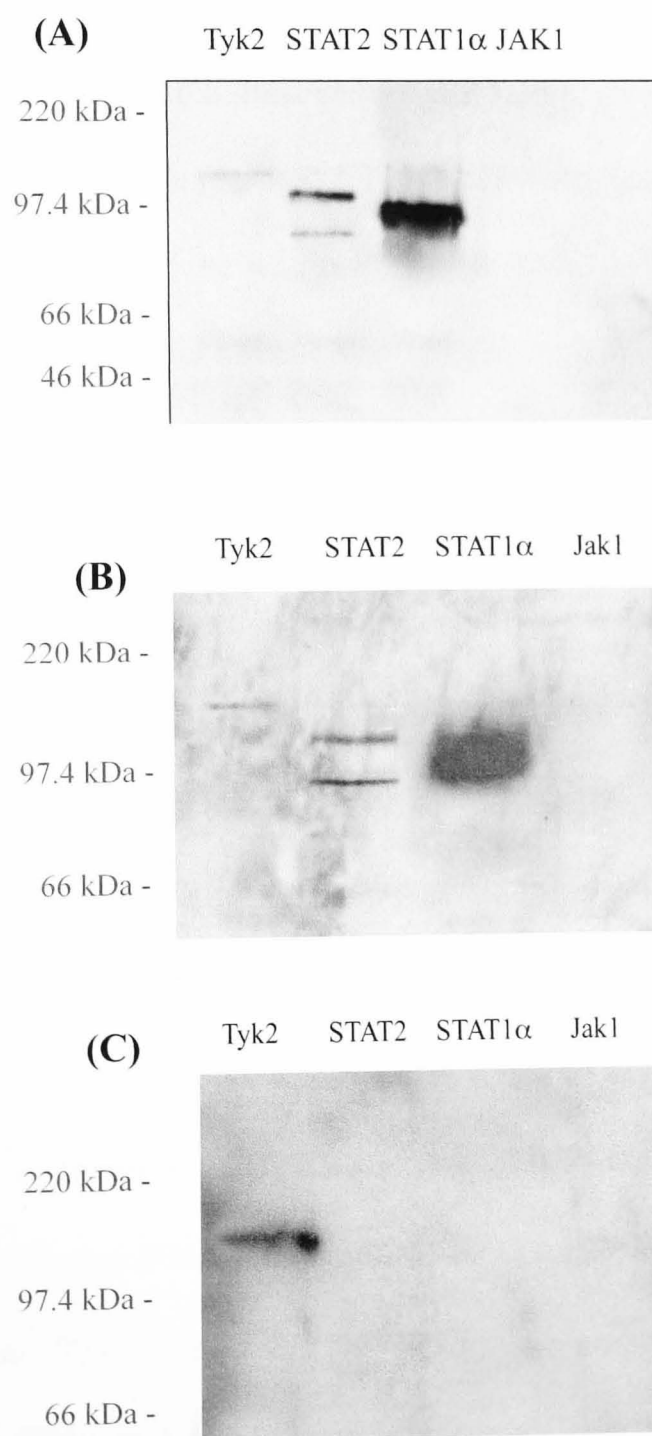 (A) Tyk2 STAT2 STAT1α JAK1
220 kDa -
97.4 kDa -
66 kDa -
46 kDa -
Tyk2 STAT2 STAT1α Jak1
(B)
220 kDa -
97.4 kDa -
66 kDa -
(C) Tyk2 STAT2 STAT1α Jak1
220 kDa -
97.4 kDa -
66 kDa -